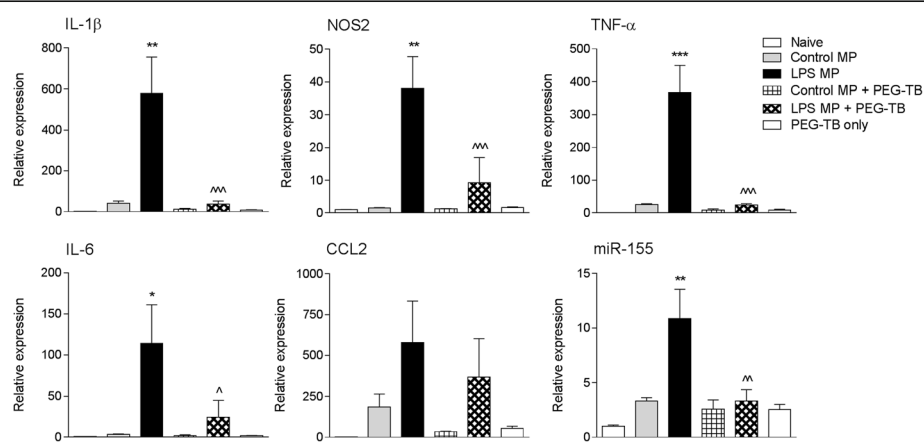 IL-1β
Relative expression
800
600
400
200
0
**
^^^
NOS2
Relative expression
50
40
30
20
10
0
**
^^^
TNF-α
Relative expression
500
400
300
200
100
0
***
^^^
Naive
Control MP
LPS MP
Control MP + PEG-TB
LPS MP + PEG-TB
PEG-TB only
IL-6
Relative expression
200
150
100
50
0
*
^
CCL2
Relative expression
1000
750
500
250
0
miR-155
Relative expression
15
10
5
0
**
^^